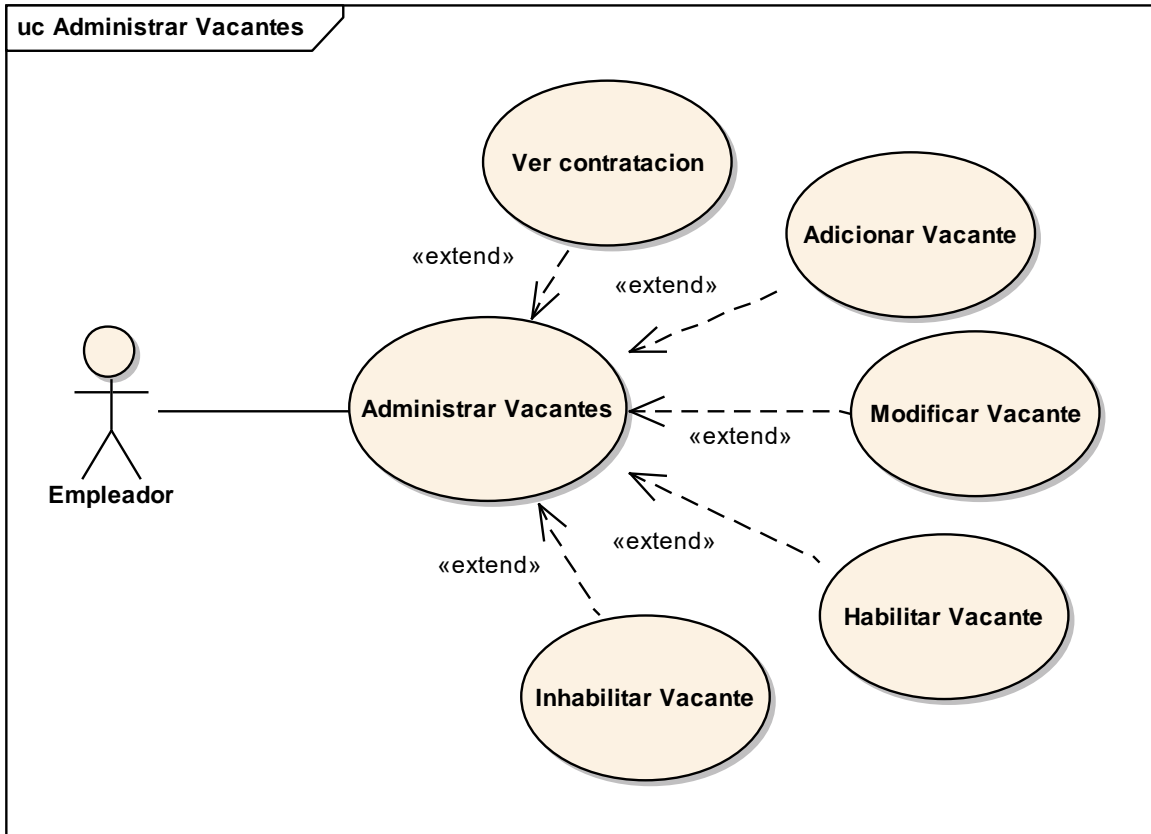 uc Administrar Vacantes
Ver contratacion
Adicionar Vacante
«extend»
«extend»
Administrar Vacantes
Modificar Vacante
«extend»
Empleador
«extend»
«extend»
Habilitar Vacante
Inhabilitar Vacante